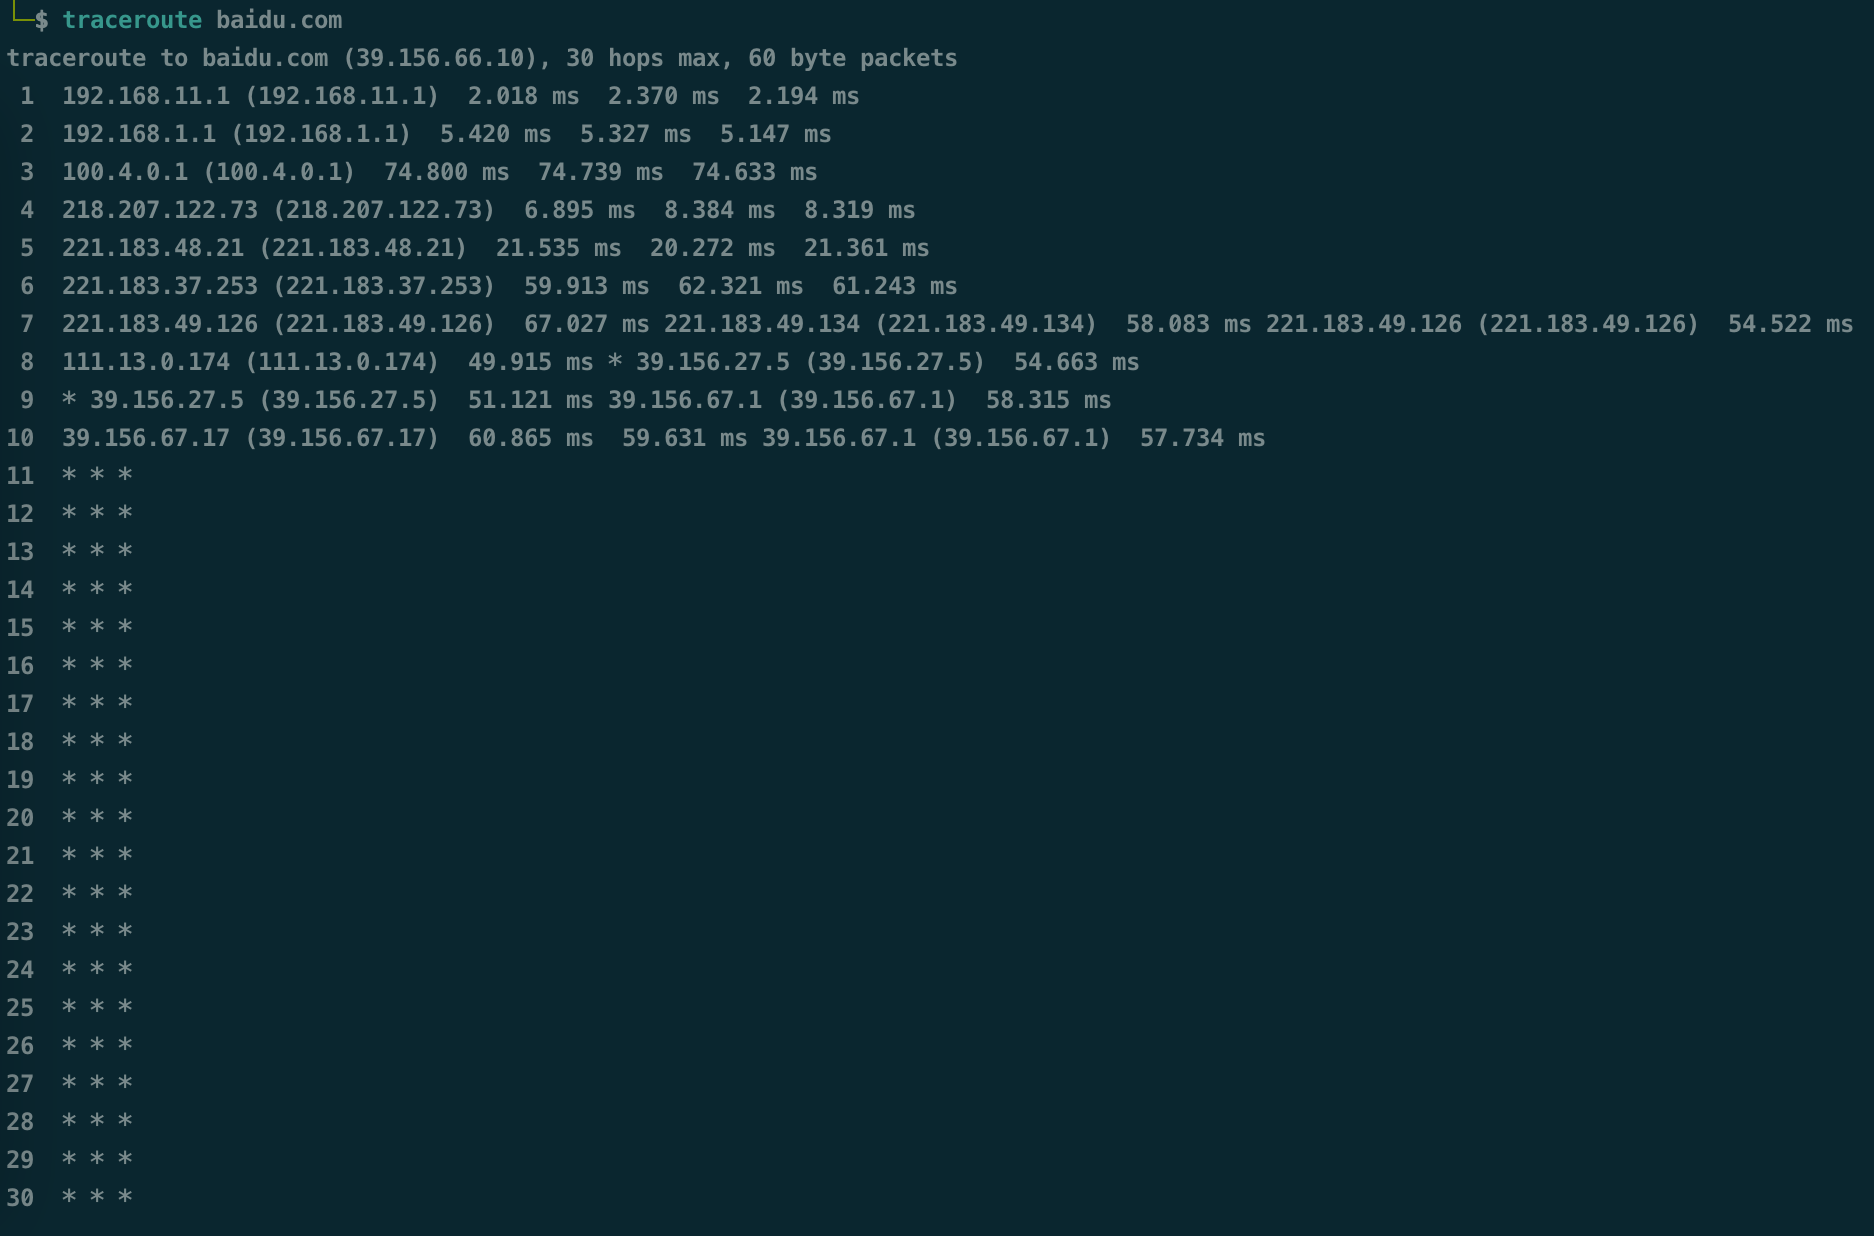 └─$ traceroute baidu.com
traceroute to baidu.com (39.156.66.10), 30 hops max, 60 byte packets
 1  192.168.11.1 (192.168.11.1)  2.018 ms  2.370 ms  2.194 ms
 2  192.168.1.1 (192.168.1.1)  5.420 ms  5.327 ms  5.147 ms
 3  100.4.0.1 (100.4.0.1)  74.800 ms  74.739 ms  74.633 ms
 4  218.207.122.73 (218.207.122.73)  6.895 ms  8.384 ms  8.319 ms
 5  221.183.48.21 (221.183.48.21)  21.535 ms  20.272 ms  21.361 ms
 6  221.183.37.253 (221.183.37.253)  59.913 ms  62.321 ms  61.243 ms
 7  221.183.49.126 (221.183.49.126)  67.027 ms 221.183.49.134 (221.183.49.134)  58.083 ms 221.183.49.126 (221.183.49.126)  54.522 ms
 8  111.13.0.174 (111.13.0.174)  49.915 ms * 39.156.27.5 (39.156.27.5)  54.663 ms
 9  * 39.156.27.5 (39.156.27.5)  51.121 ms 39.156.67.1 (39.156.67.1)  58.315 ms
10  39.156.67.17 (39.156.67.17)  60.865 ms  59.631 ms 39.156.67.1 (39.156.67.1)  57.734 ms
11  * * *
12  * * *
13  * * *
14  * * *
15  * * *
16  * * *
17  * * *
18  * * *
19  * * *
20  * * *
21  * * *
22  * * *
23  * * *
24  * * *
25  * * *
26  * * *
27  * * *
28  * * *
29  * * *
30  * * *